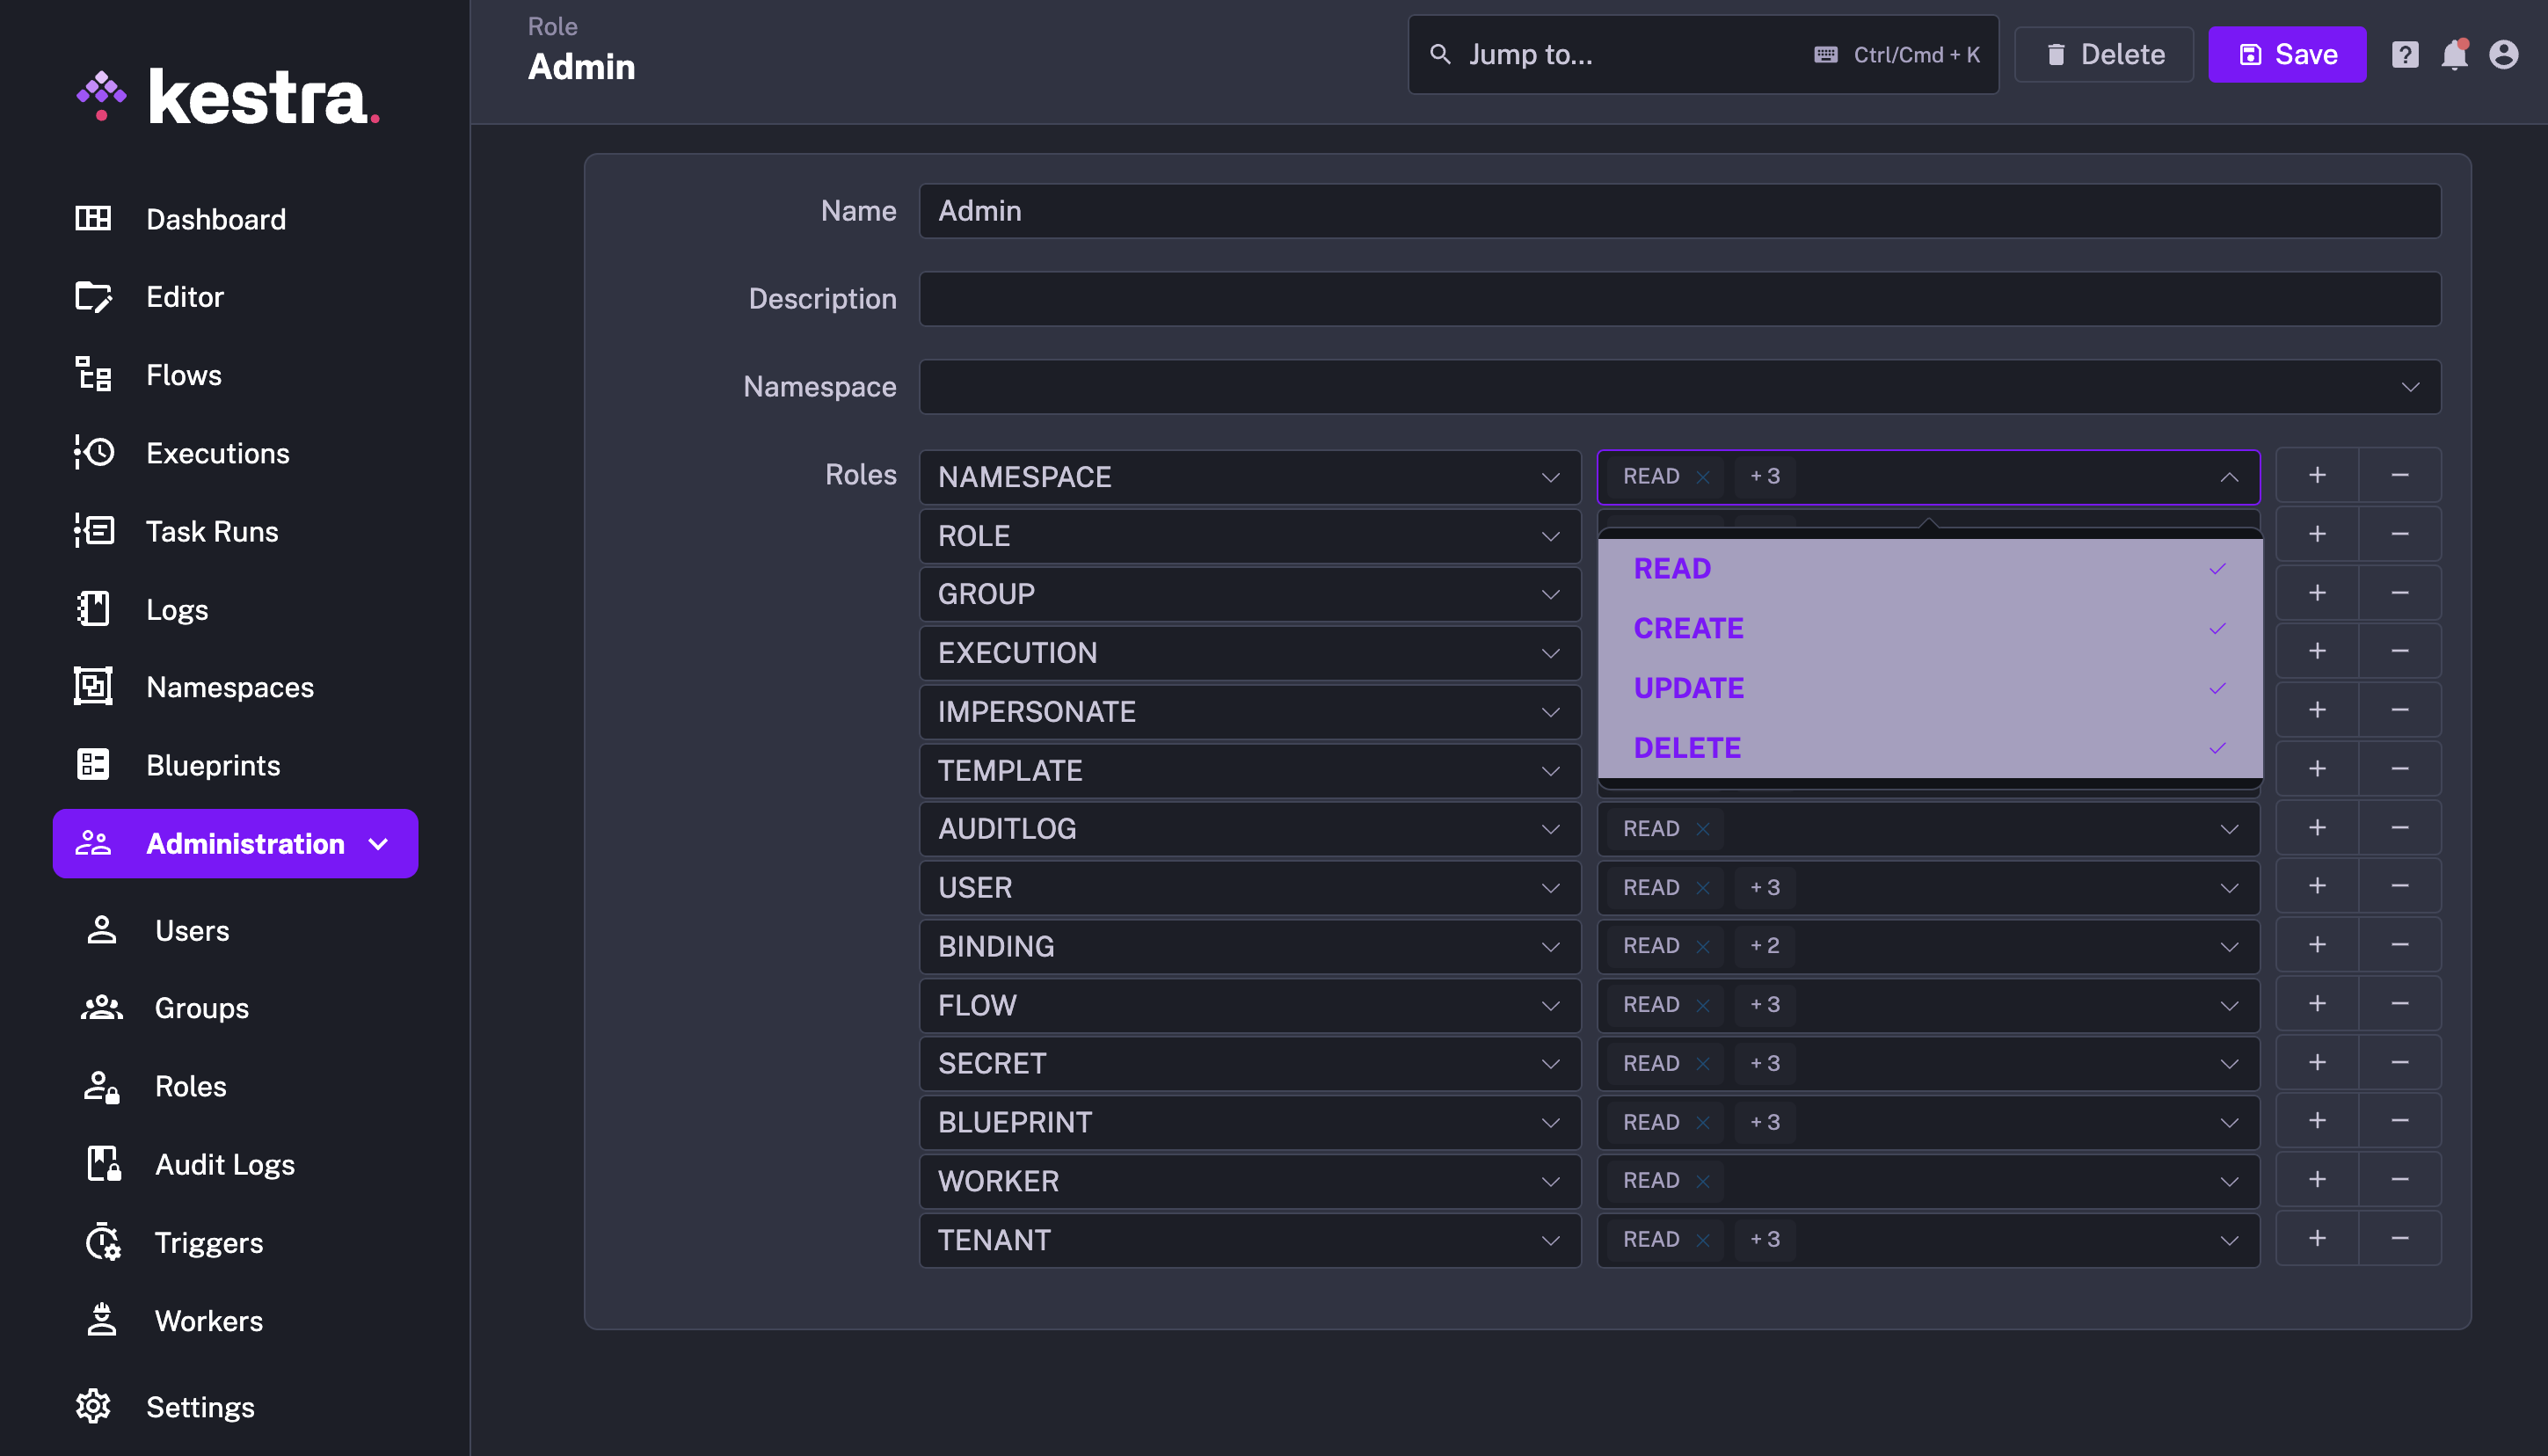 kestra.
Dashboard
Editor
Flows
Executions
Task Runs
Logs
Namespaces
Blueprints
Administration
Users
Groups
Roles
Audit Logs
Triggers
Workers
Settings
Role
Admin
Jump to...
Ctrl/Cmd + K
Delete
Save
Name
Admin
Description
Namespace
Roles
NAMESPACE
READ + 3
ROLE
GROUP
EXECUTION
IMPERSONATE
TEMPLATE
READ
CREATE
UPDATE
DELETE
AUDITLOG
READ
USER
READ + 3
BINDING
READ + 2
FLOW
READ + 3
SECRET
READ + 3
BLUEPRINT
READ + 3
WORKER
READ
TENANT
READ + 3